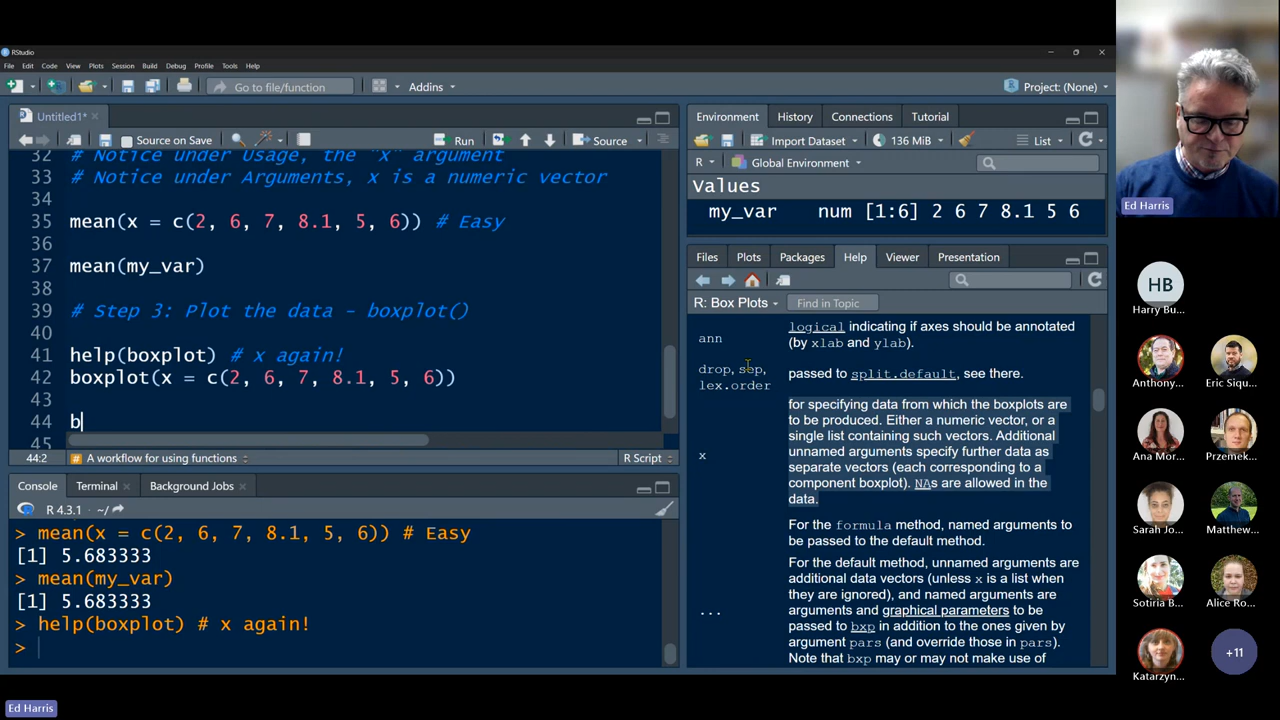 RStudio
File Edit Code View Plots Session Build Debug Profile Tools Help
Go to file/function
Addins
Project: (None)
Untitled1*
Source on Save
Run
Source
32 # Notice under Usage, the "x" argument
33 # Notice under Arguments, x is a numeric vector
34
35 mean(x = c(2, 6, 7, 8.1, 5, 6)) # Easy
36
37 mean(my_var)
38
39 # Step 3: Plot the data - boxplot()
40
41 help(boxplot) # x again!
42 boxplot(x = c(2, 6, 7, 8.1, 5, 6))
43
44 b
45
44:2 A workflow for using functions
R Script
Console Terminal Background Jobs
R 4.3.1 · ~/
> mean(x = c(2, 6, 7, 8.1, 5, 6)) # Easy
[1] 5.683333
> mean(my_var)
[1] 5.683333
> help(boxplot) # x again!
>
Environment History Connections Tutorial
Import Dataset
136 MiB
List
R
Global Environment
Values
my_var num [1:6] 2 6 7 8.1 5 6
Files Plots Packages Help Viewer Presentation
R: Box Plots
Find in Topic
ann
logical indicating if axes should be annotated
(by xlab and ylab).
drop, sep,
lex.order
passed to split.default, see there.
x
for specifying data from which the boxplots are
to be produced. Either a numeric vector, or a
single list containing such vectors. Additional
unnamed arguments specify further data as
separate vectors (each corresponding to a
component boxplot). NAs are allowed in the
data.
...
For the formula method, named arguments to
be passed to the default method.
For the default method, unnamed arguments are
additional data vectors (unless x is a list when
they are ignored), and named arguments are
arguments and graphical parameters to be
passed to bxp in addition to the ones given by
argument pars (and override those in pars).
Note that bxp may or may not make use of
Ed Harris
HB
Harry Bu...
Anthony...
Eric Siqu...
Ana Mor...
Przemek...
Sarah Jo...
Matthew...
Sotiria B...
Alice Ro...
Katarzyn...
+11
Ed Harris